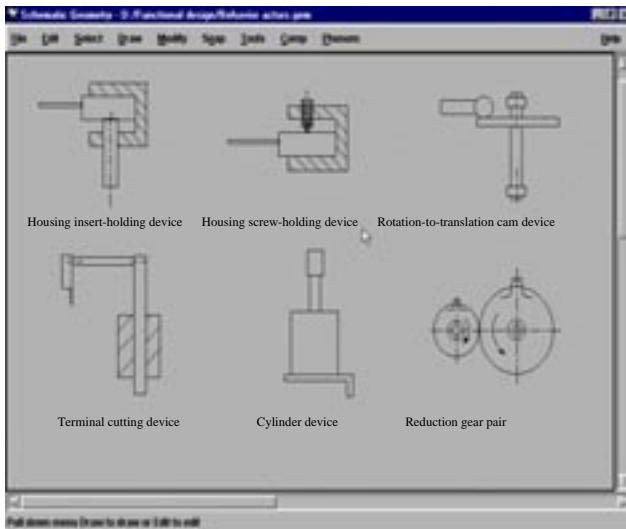 Schematic Geometry - D:/Functional design/Behavior actors.pnm
File Edit Select Draw Modify Snap Tools Comp Phenom Help
Housing insert-holding device Housing screw-holding device Rotation-to-translation cam device
Terminal cutting device Cylinder device Reduction gear pair
Pull down menu Draw to draw or Edit to edit